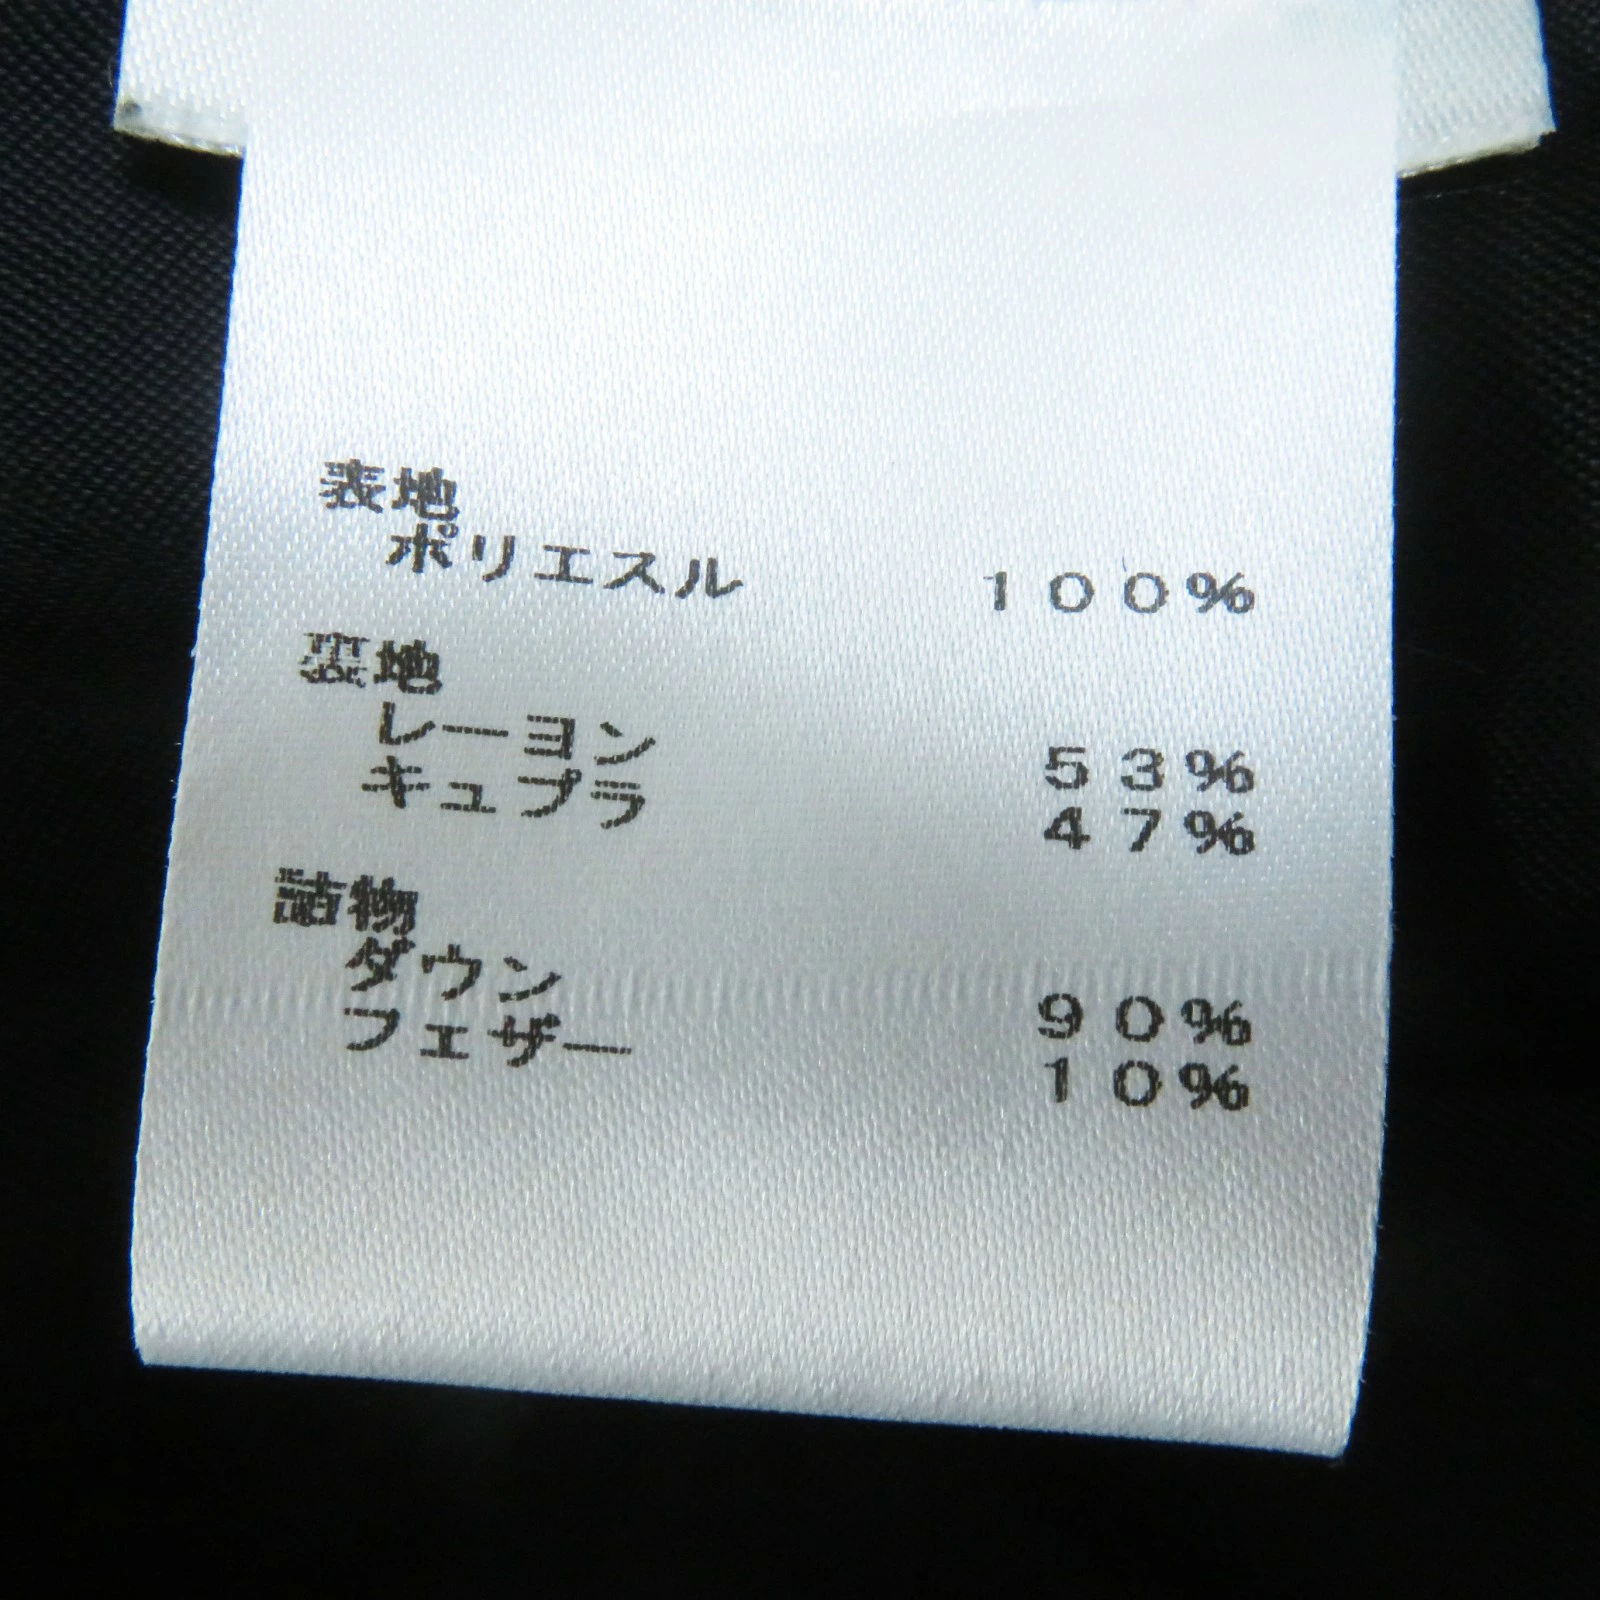 表地
ポリエスル １００％
裏地
レーヨン ５３％
キュプラ ４７％
詰物
ダウン ９０％
フェザー １０％